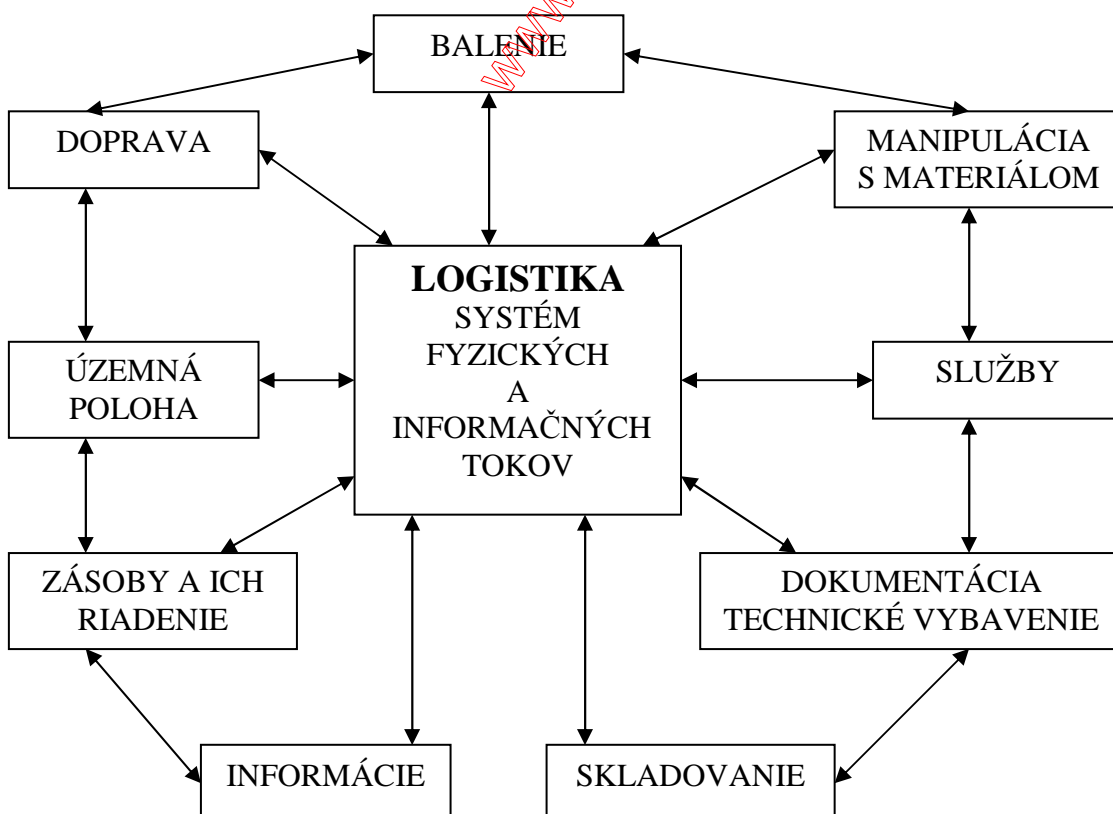 www
BALENIE
DOPRAVA
MANIPULÁCIA
S MATERIÁLOM
LOGISTIKA
SYSTÉM
FYZICKÝCH
A
INFORMAČNÝCH
TOKOV
ÚZEMNÁ
POLOHA
SLUŽBY
ZÁSOBY A ICH
RIADENIE
DOKUMENTÁCIA
TECHNICKÉ VYBAVENIE
INFORMÁCIE
SKLADOVANIE